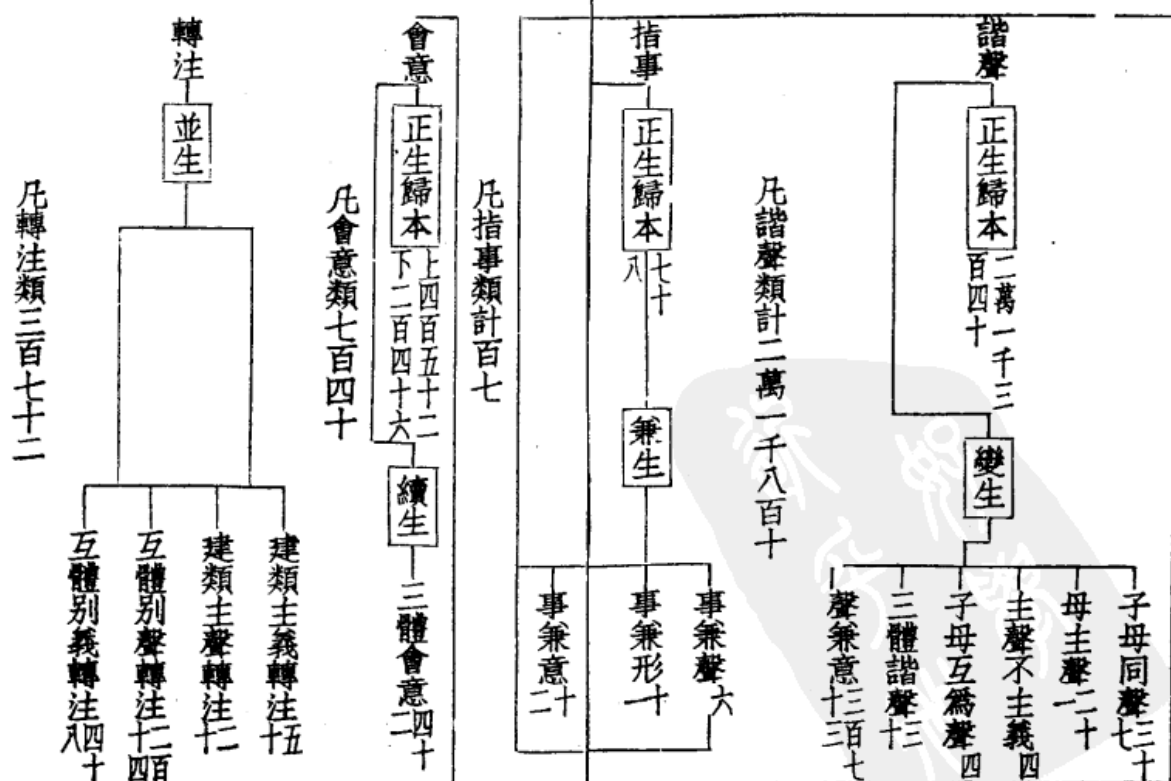 諧聲
正生歸本 二萬一千三百四十
變生
子母同聲 三十七
母主聲 二十一
主聲不主義 四
子母互爲聲 四
三體諧聲 三十
聲兼意 三百七十三
凡諧聲類計二萬一千八百十
指事
正生歸本 七十八
兼生
事兼聲 六
事兼形 十一
事兼意 十二
凡指事類計百七
會意
正生歸本 上四百五十二下二百四十六
續生
三體會意 四十二
凡會意類七百四十
轉注
並生
建類主義轉注 五十
建類主聲轉注 二十
互體别聲轉注 二百十四
互體别義轉注 四十八
凡轉注類三百七十二